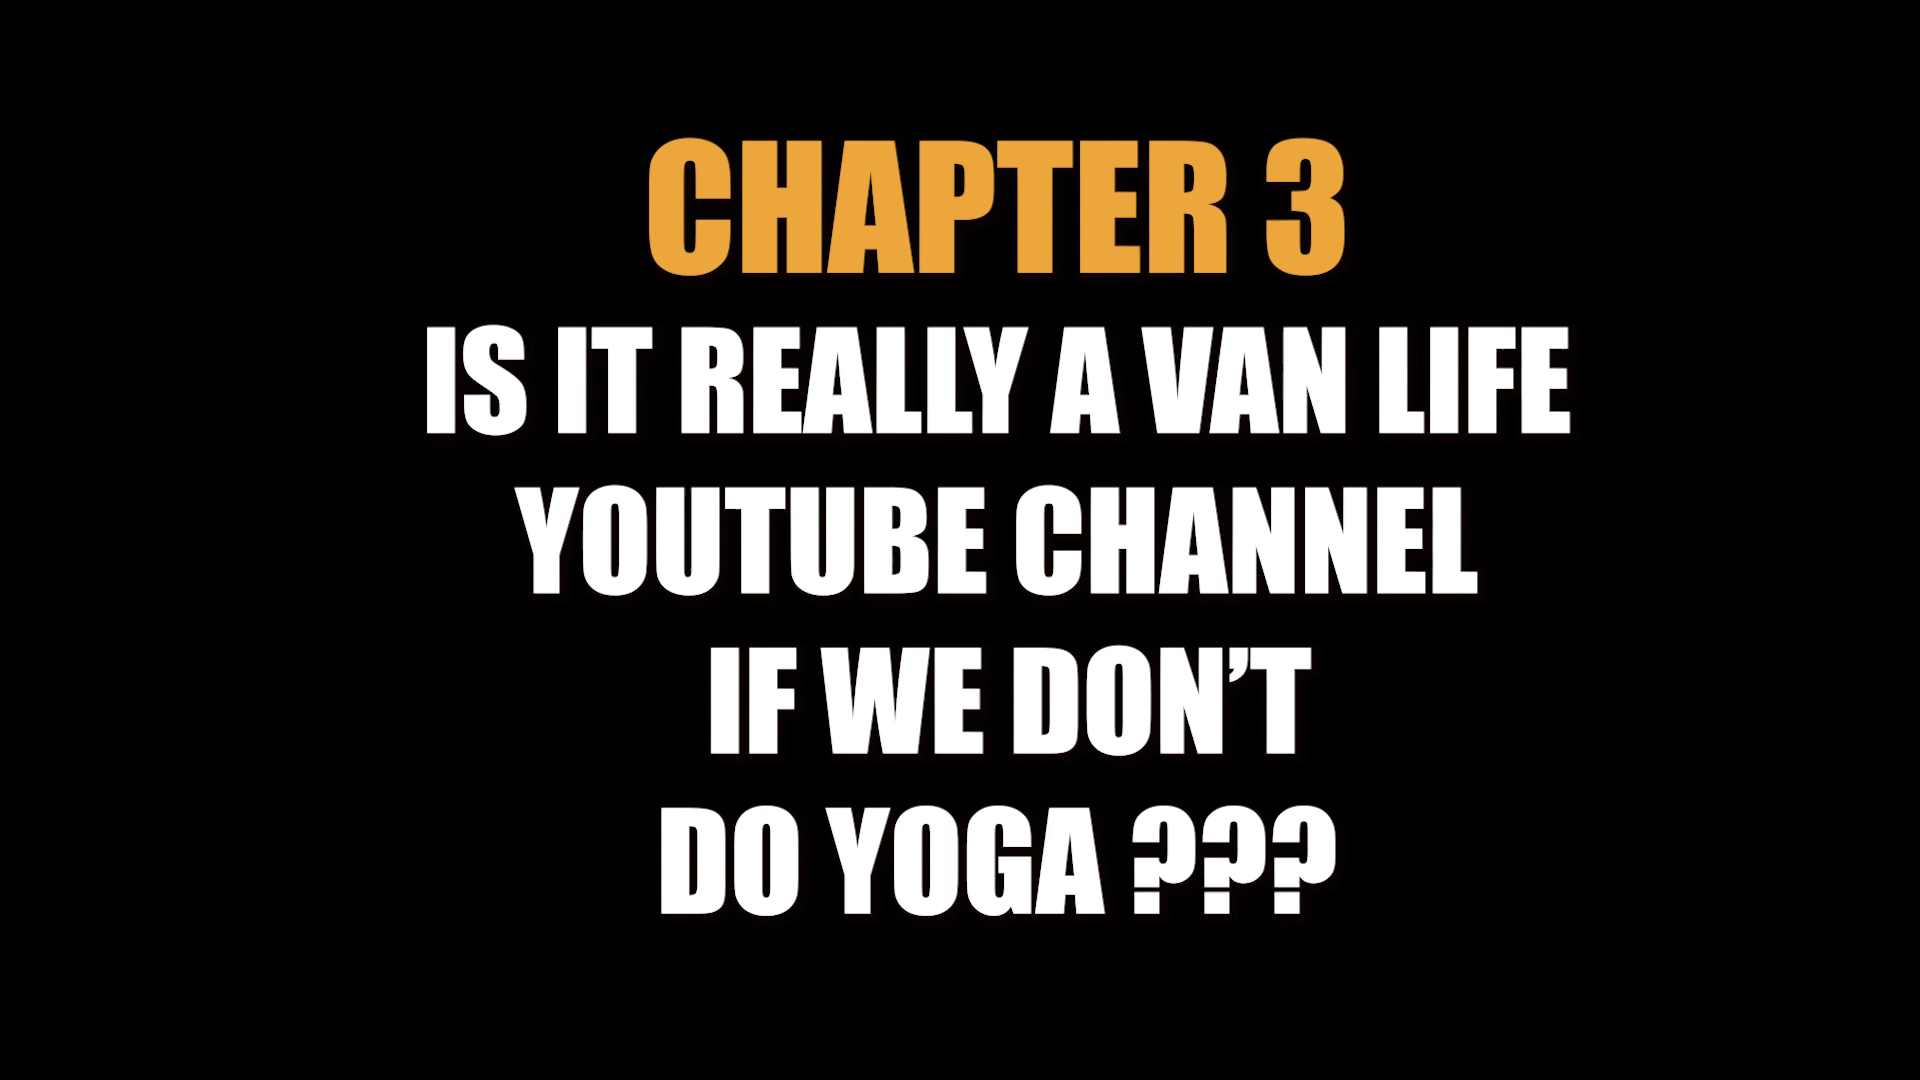 CHAPTER 3
IS IT REALLY A VAN LIFE
YOUTUBE CHANNEL
IF WE DON’T
DO YOGA ???